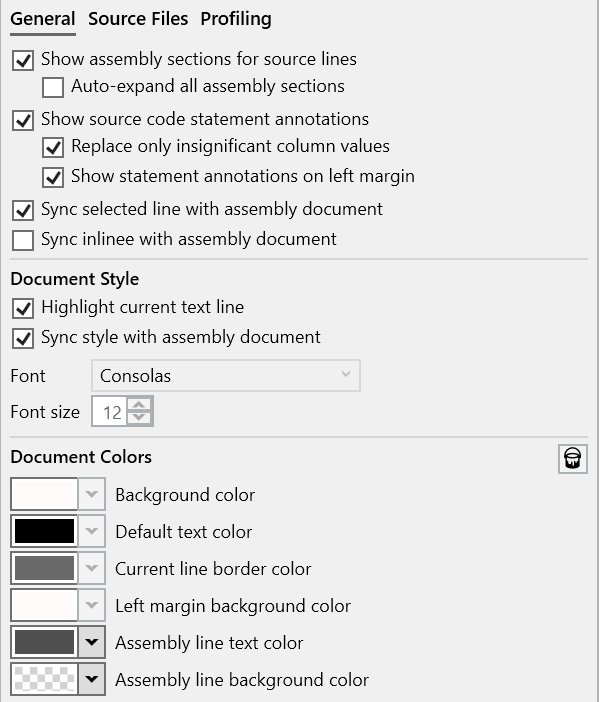 General Source Files Profiling
Show assembly sections for source lines
Auto-expand all assembly sections
Show source code statement annotations
Replace only insignificant column values
Show statement annotations on left margin
Sync selected line with assembly document
Sync inlinee with assembly document
Document Style
Highlight current text line
Sync style with assembly document
Font Consolas
Font size 12
Document Colors
Background color
Default text color
Current line border color
Left margin background color
Assembly line text color
Assembly line background color